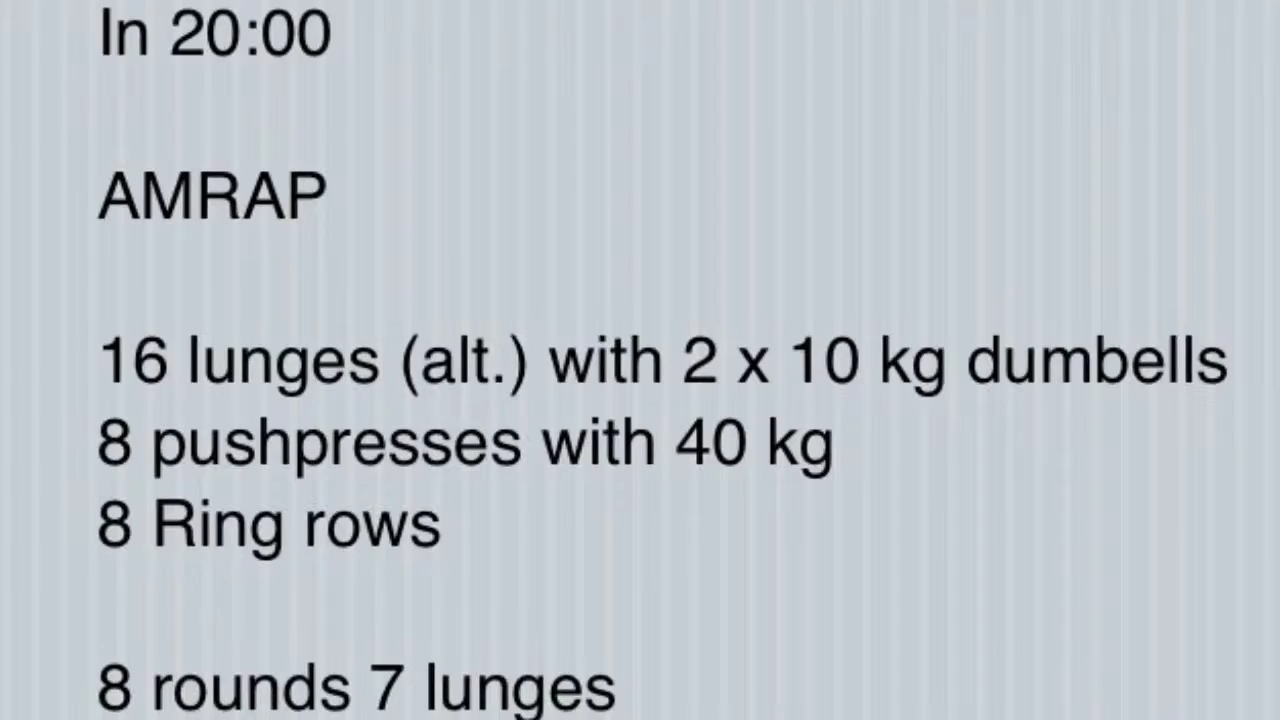 In 20:00
AMRAP
16 lunges (alt.) with 2 x 10 kg dumbells
8 pushpresses with 40 kg
8 Ring rows
8 rounds 7 lunges